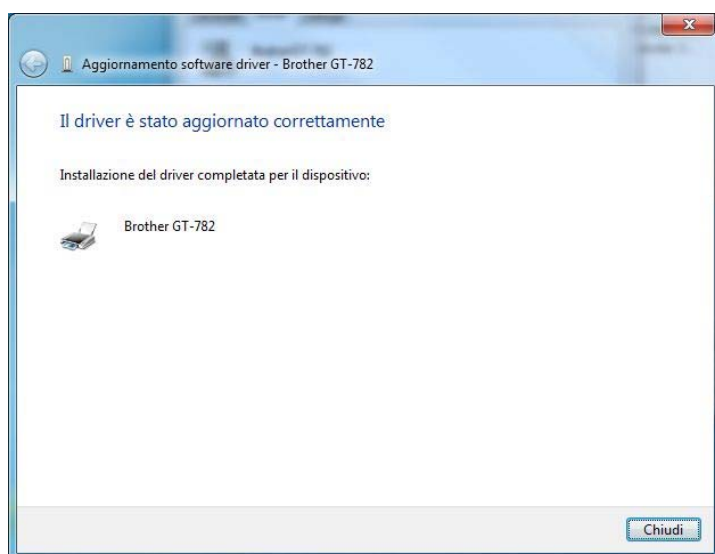 Aggiornamento software driver - Brother GT-782
Il driver è stato aggiornato correttamente
Installazione del driver completata per il dispositivo:
Brother GT-782
Chiudi